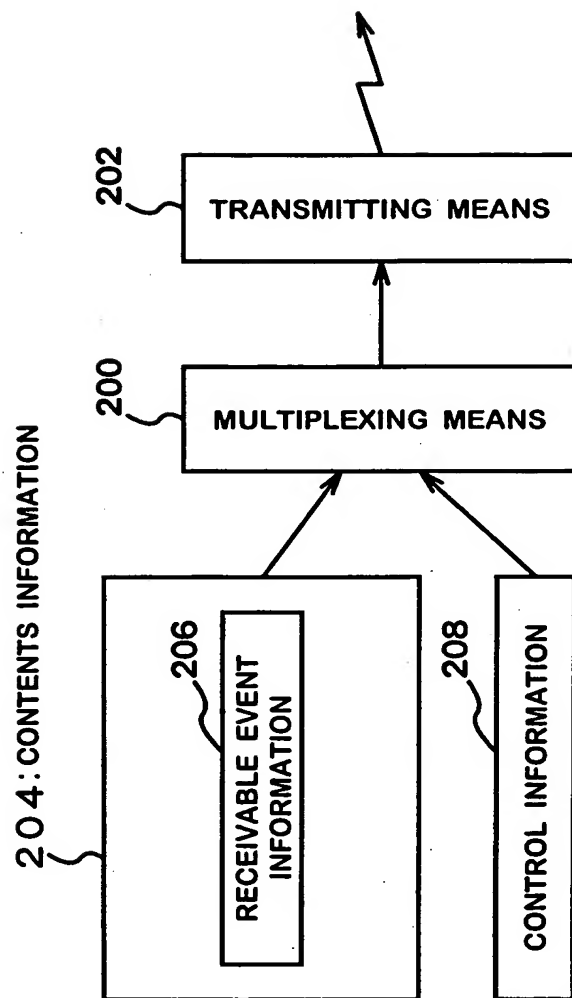 204: CONTENTS INFORMATION
206
RECEIVABLE EVENT
INFORMATION
208
CONTROL INFORMATION
200
MULTIPLEXING MEANS
202
TRANSMITTING MEANS